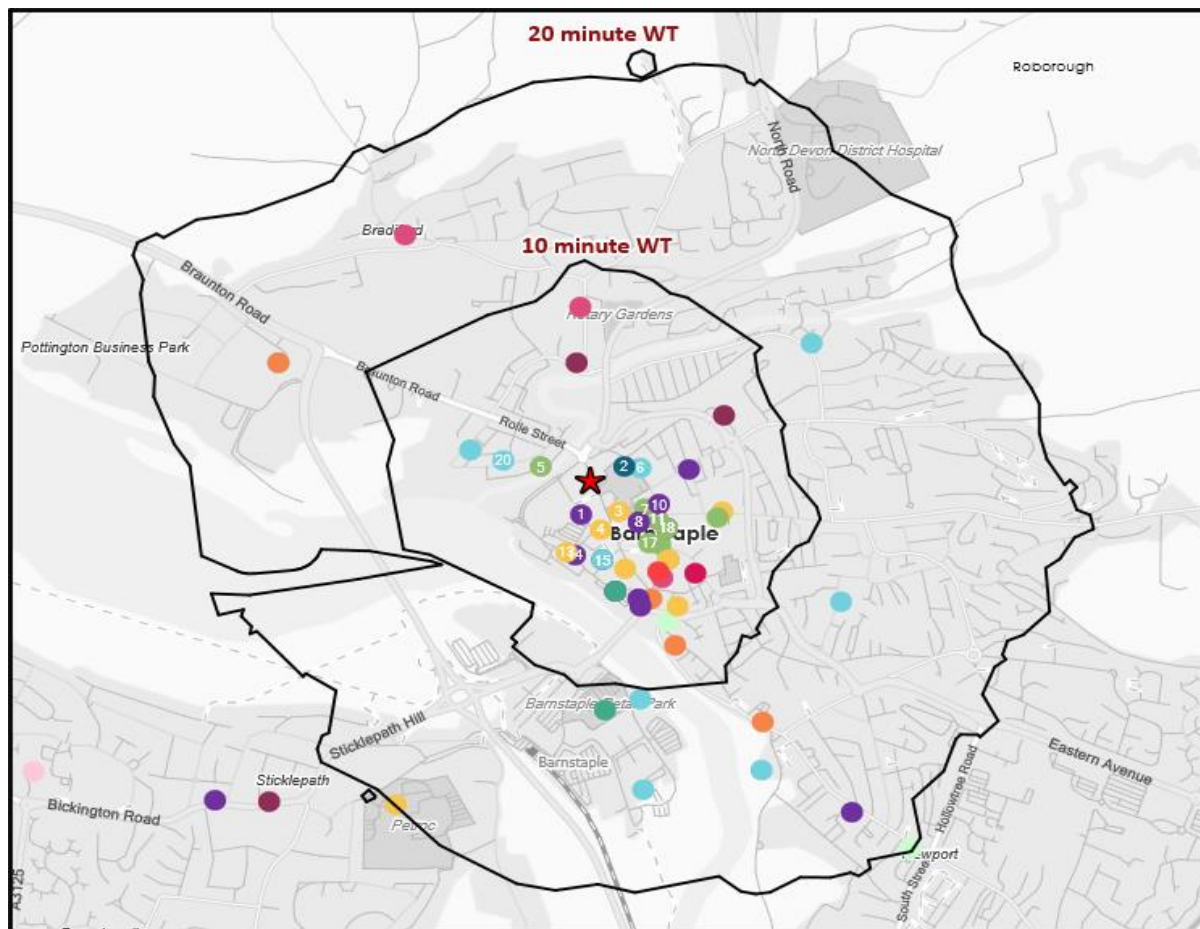 20 minute WT
Roborough
North Road
North Devon District Hospital
Bradiford
10 minute WT
Braunton Road
Rotary Gardens
Pottington Business Park
Braunton Road
Rolle Street
20
5
2
6
1
3
7
10
4
8
11
18
Barnstaple
17
13
14
15
Barnstaple Retail Park
Sticklepath Hill
Barnstaple
Eastern Avenue
Sticklepath
Bickington Road
Petroc
Hollowtree Road
Newport
South Street
A3125